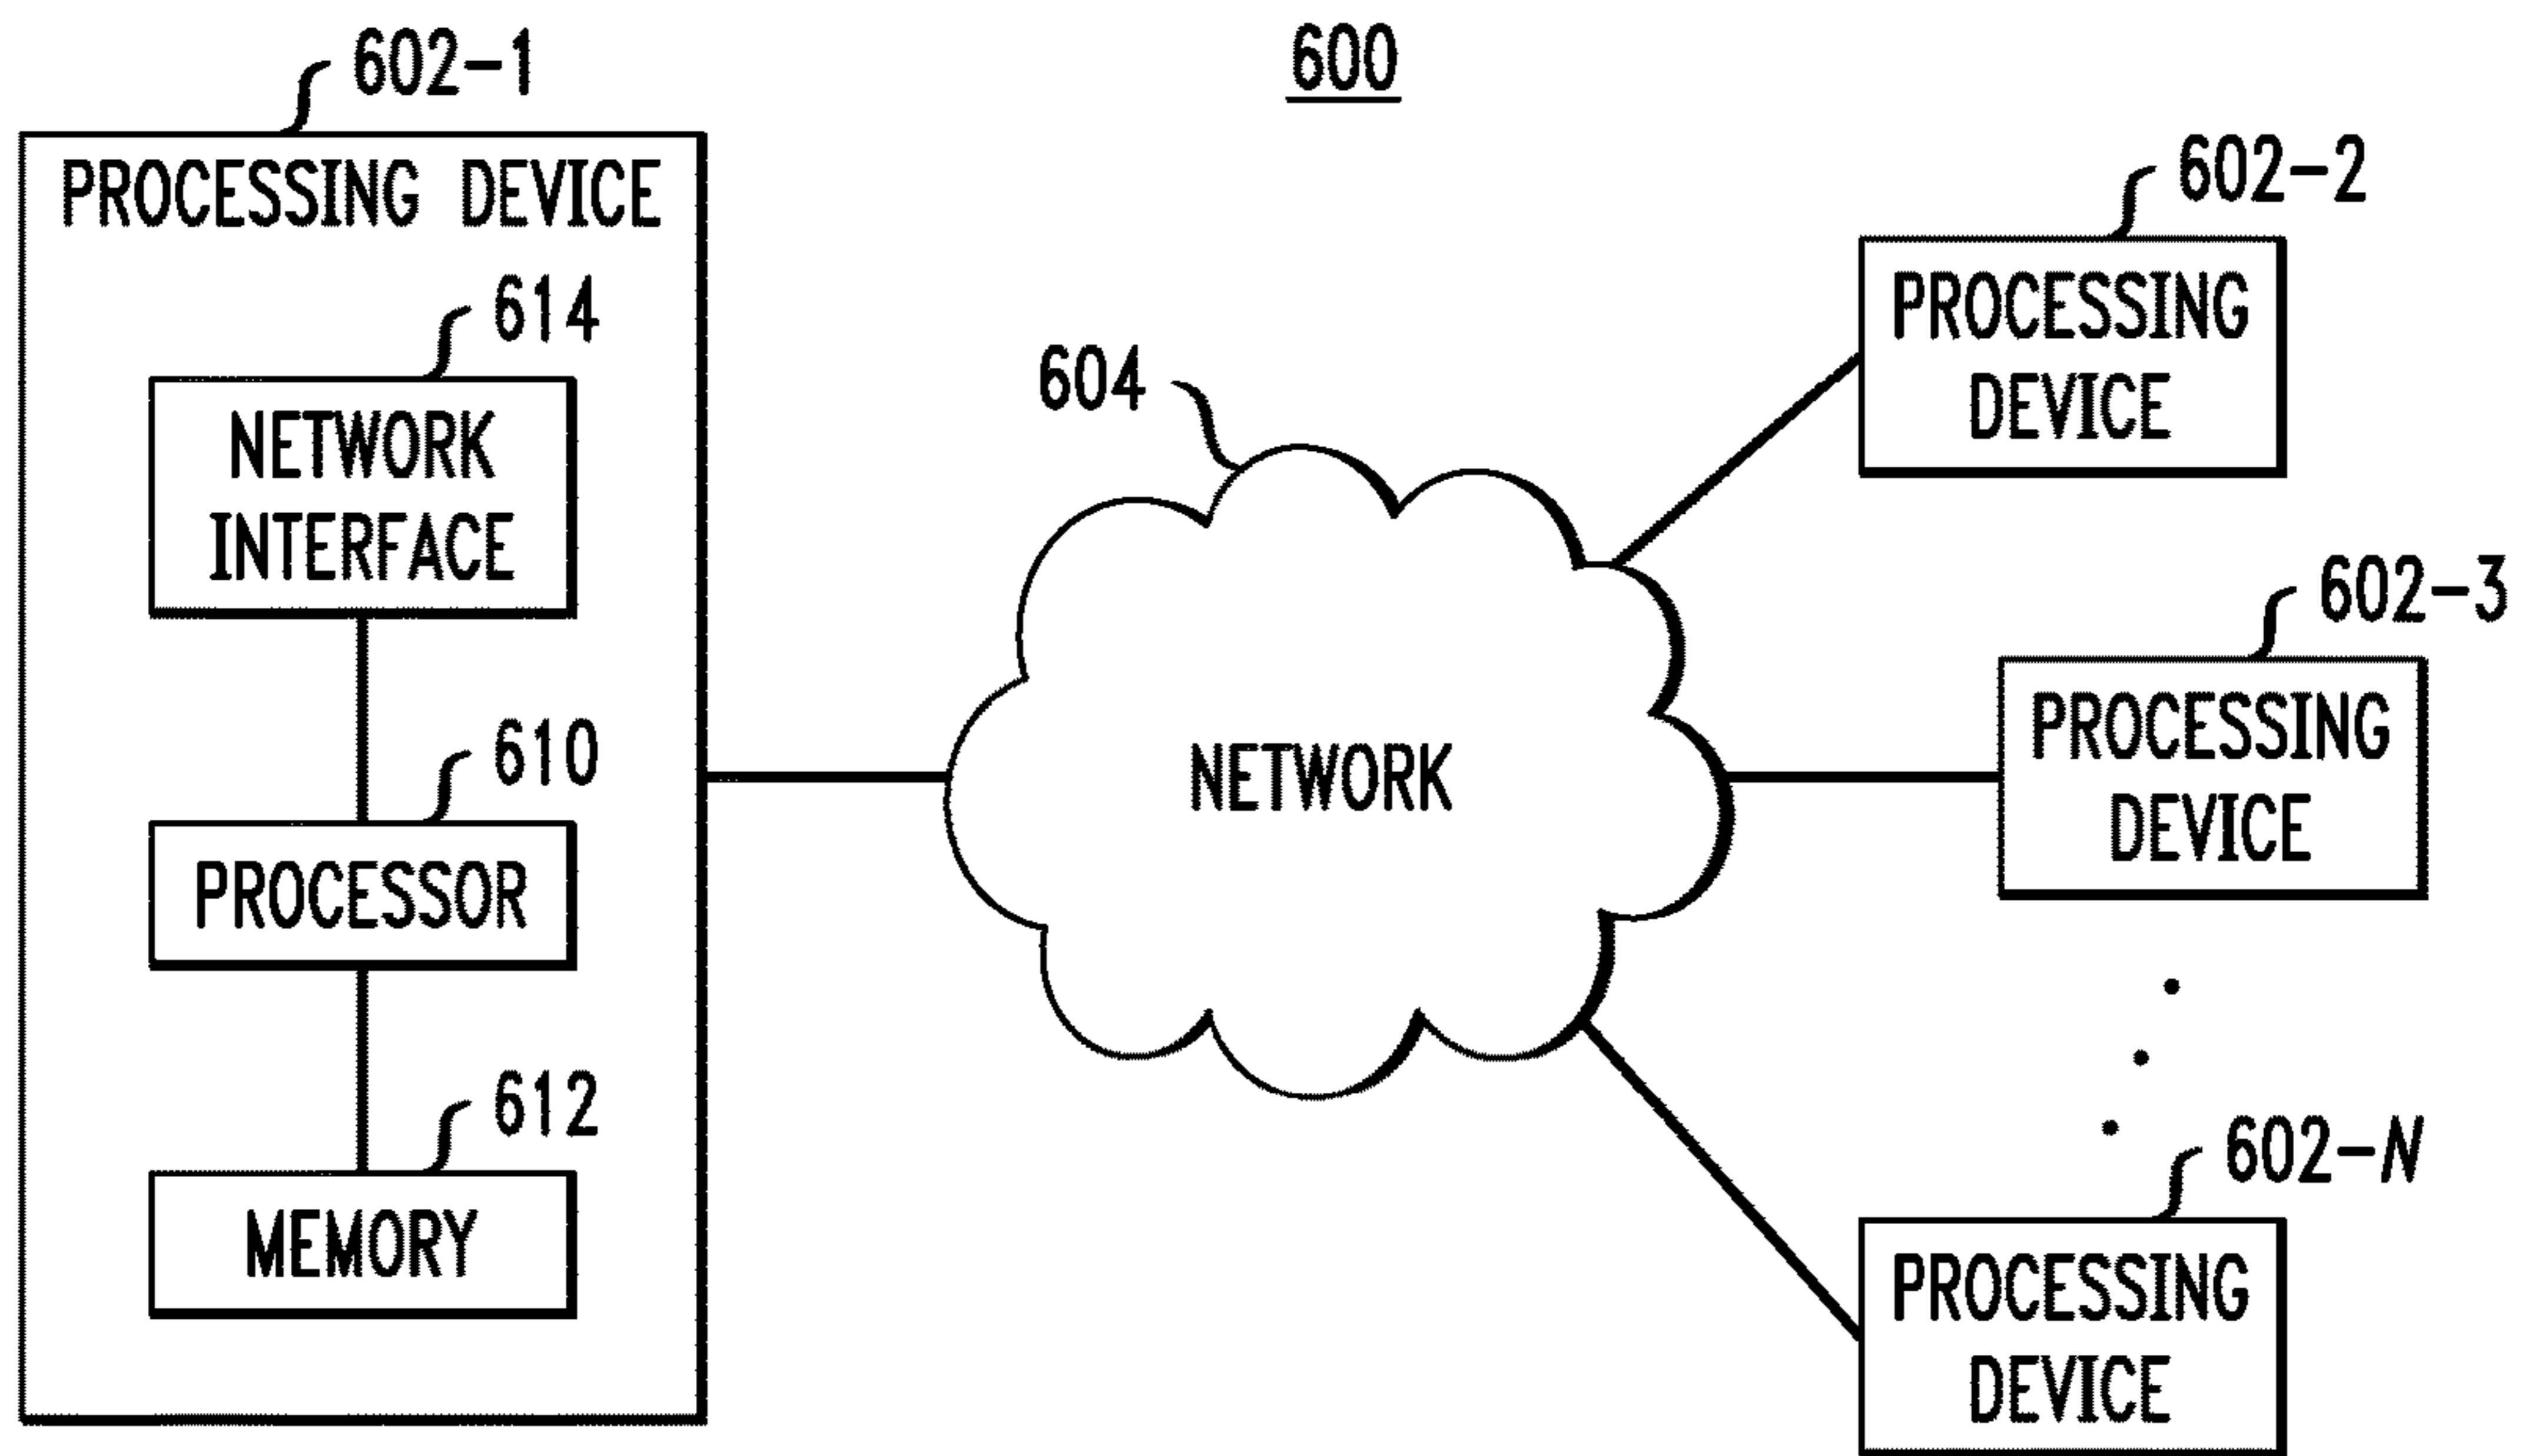 600
602-1
PROCESSING DEVICE
614
NETWORK
INTERFACE
610
PROCESSOR
612
MEMORY
604
NETWORK
602-2
PROCESSING
DEVICE
602-3
PROCESSING
DEVICE
602-N
PROCESSING
DEVICE